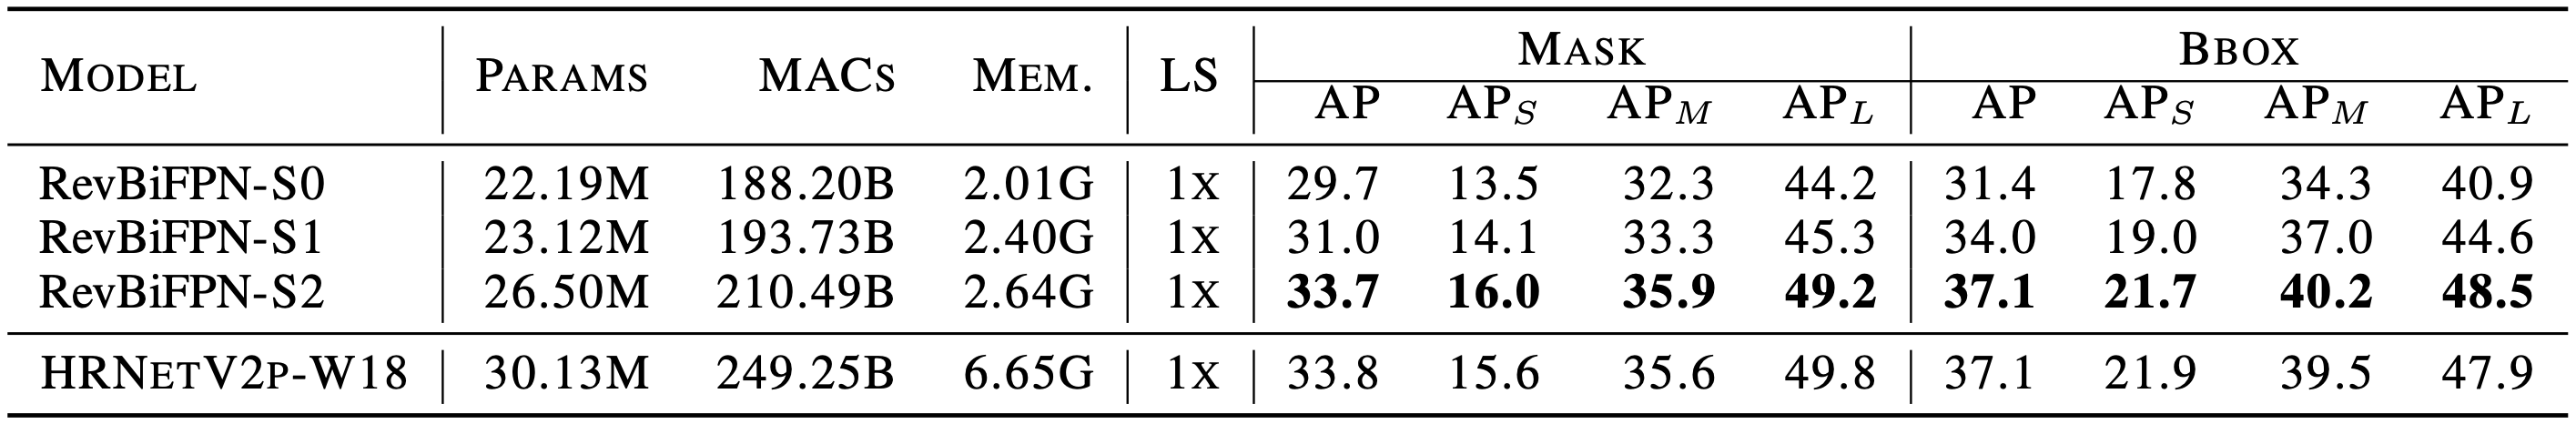 MODEL PARAMS MACS MEM. LS MASK BBOX
AP AP_S AP_M AP_L AP AP_S AP_M AP_L
RevBiFPN-S0 22.19M 188.20B 2.01G 1X 29.7 13.5 32.3 44.2 31.4 17.8 34.3 40.9
RevBiFPN-S1 23.12M 193.73B 2.40G 1X 31.0 14.1 33.3 45.3 34.0 19.0 37.0 44.6
RevBiFPN-S2 26.50M 210.49B 2.64G 1X 33.7 16.0 35.9 49.2 37.1 21.7 40.2 48.5
HRNETV2P-W18 30.13M 249.25B 6.65G 1X 33.8 15.6 35.6 49.8 37.1 21.9 39.5 47.9